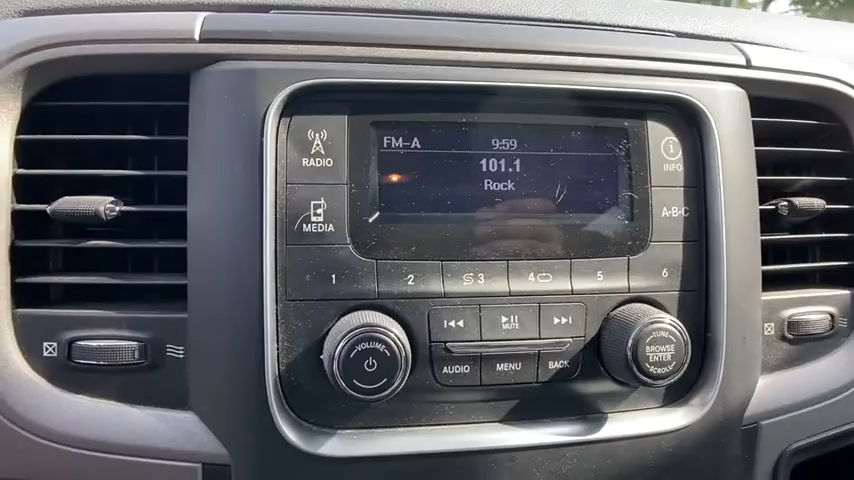 FM-A 9:59
101.1
Rock
RADIO
MEDIA
i
INFO
A-B-C
1 2 3 4 5 6
VOLUME
MUTE
AUDIO MENU BACK
TUNE
BROWSE
ENTER
SCROLL